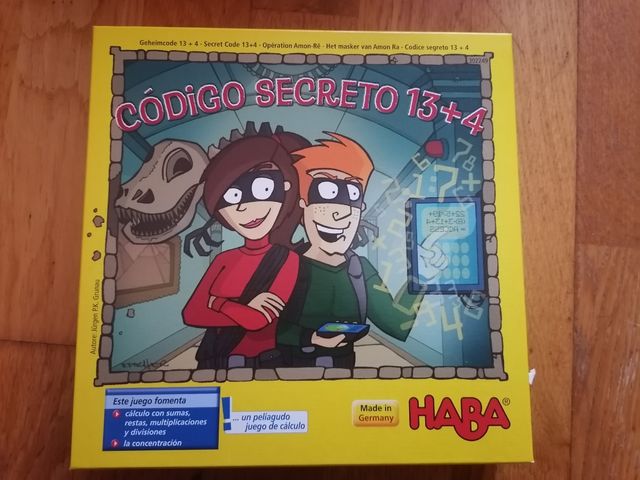 Geheimcode 13 + 4 - Secret Code 13+4 - Opération Amon-Rê - Het masker van Amon Ra - Codice segreto 13 + 4
302249
CÓDIGO SECRETO 13+4
Autore: Jürgen P.K. Grunau
Este juego fomenta
cálculo con sumas,
restas, multiplicaciones
y divisiones
la concentración
!... un peliagudo
juego de cálculo
Made in
Germany
HABA®